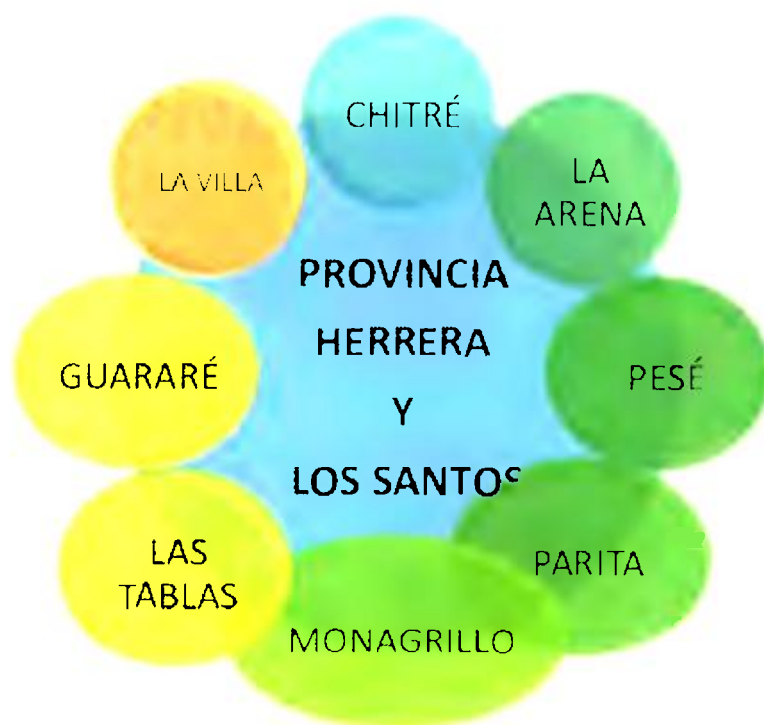 CHITRÉ
LA
ARENA
PESÉ
PARITA
MONAGRILLO
LAS
TABLAS
GUARARÉ
LA VILLA
PROVINCIA
HERRERA
Y
LOS SANTOS